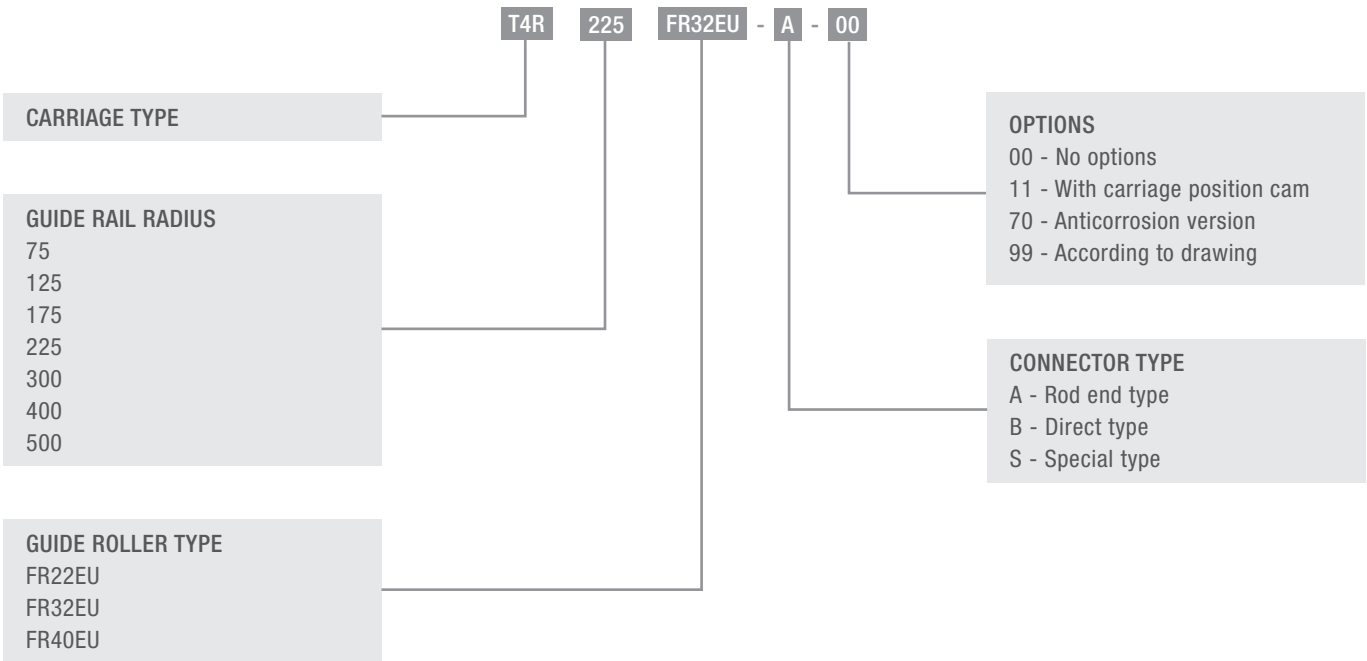 T4R 225 FR32EU - A - 00
CARRIAGE TYPE
GUIDE RAIL RADIUS
75
125
175
225
300
400
500
GUIDE ROLLER TYPE
FR22EU
FR32EU
FR40EU
OPTIONS
00 - No options
11 - With carriage position cam
70 - Anticorrosion version
99 - According to drawing
CONNECTOR TYPE
A - Rod end type
B - Direct type
S - Special type